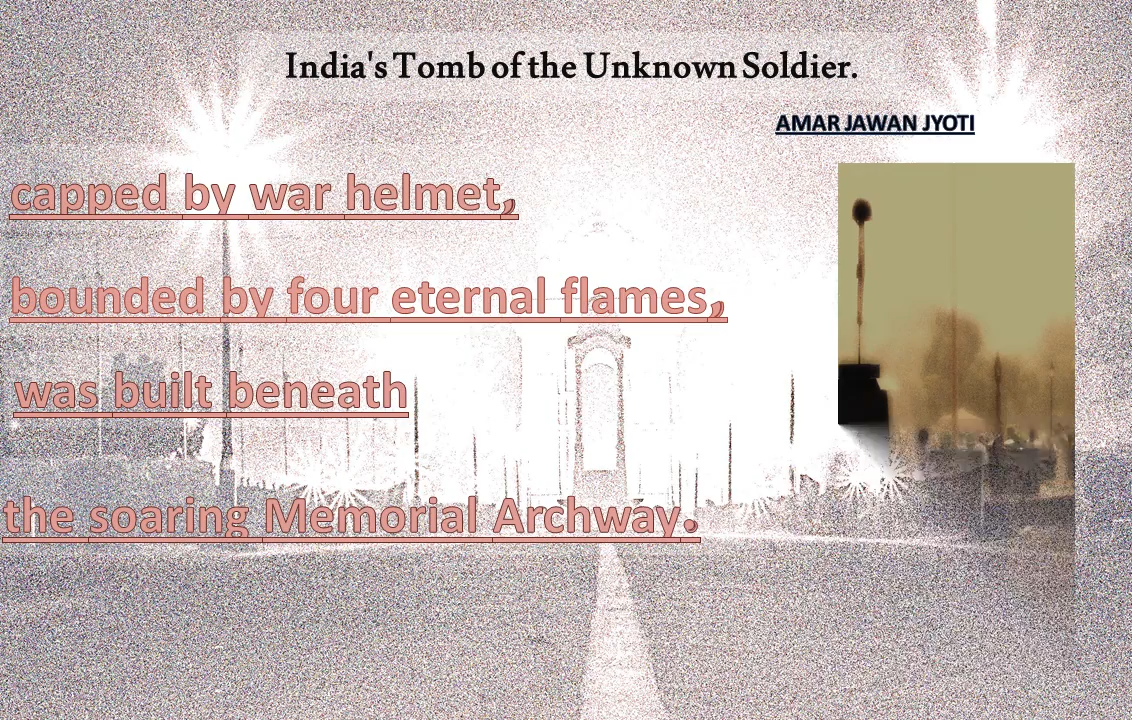 India's Tomb of the Unknown Soldier.
AMAR JAWAN JYOTI
capped by war helmet,
bounded by four eternal flames,
was built beneath
the soaring Memorial Archway.